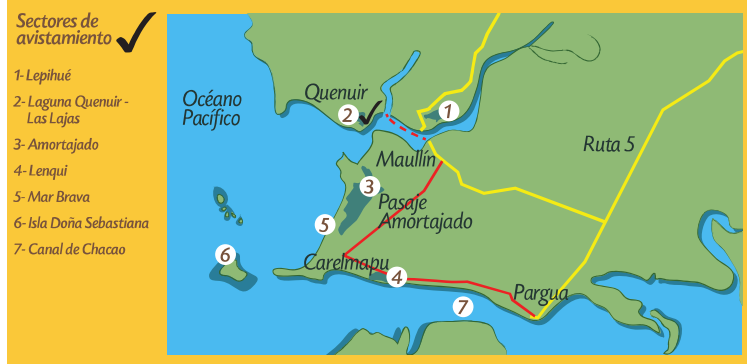 Sectores de
avistamiento
1- Lepihué
2- Laguna Quenuir -
Las Lajas
3- Amortajado
4- Lenqui
5- Mar Brava
6- Isla Doña Sebastiana
7- Canal de Chacao
Océano
Pacífico
Quenuir
2
1
Maullín
Ruta 5
3
Pasaje
Amortajado
5
6
Carelmapu
4
Pargua
7